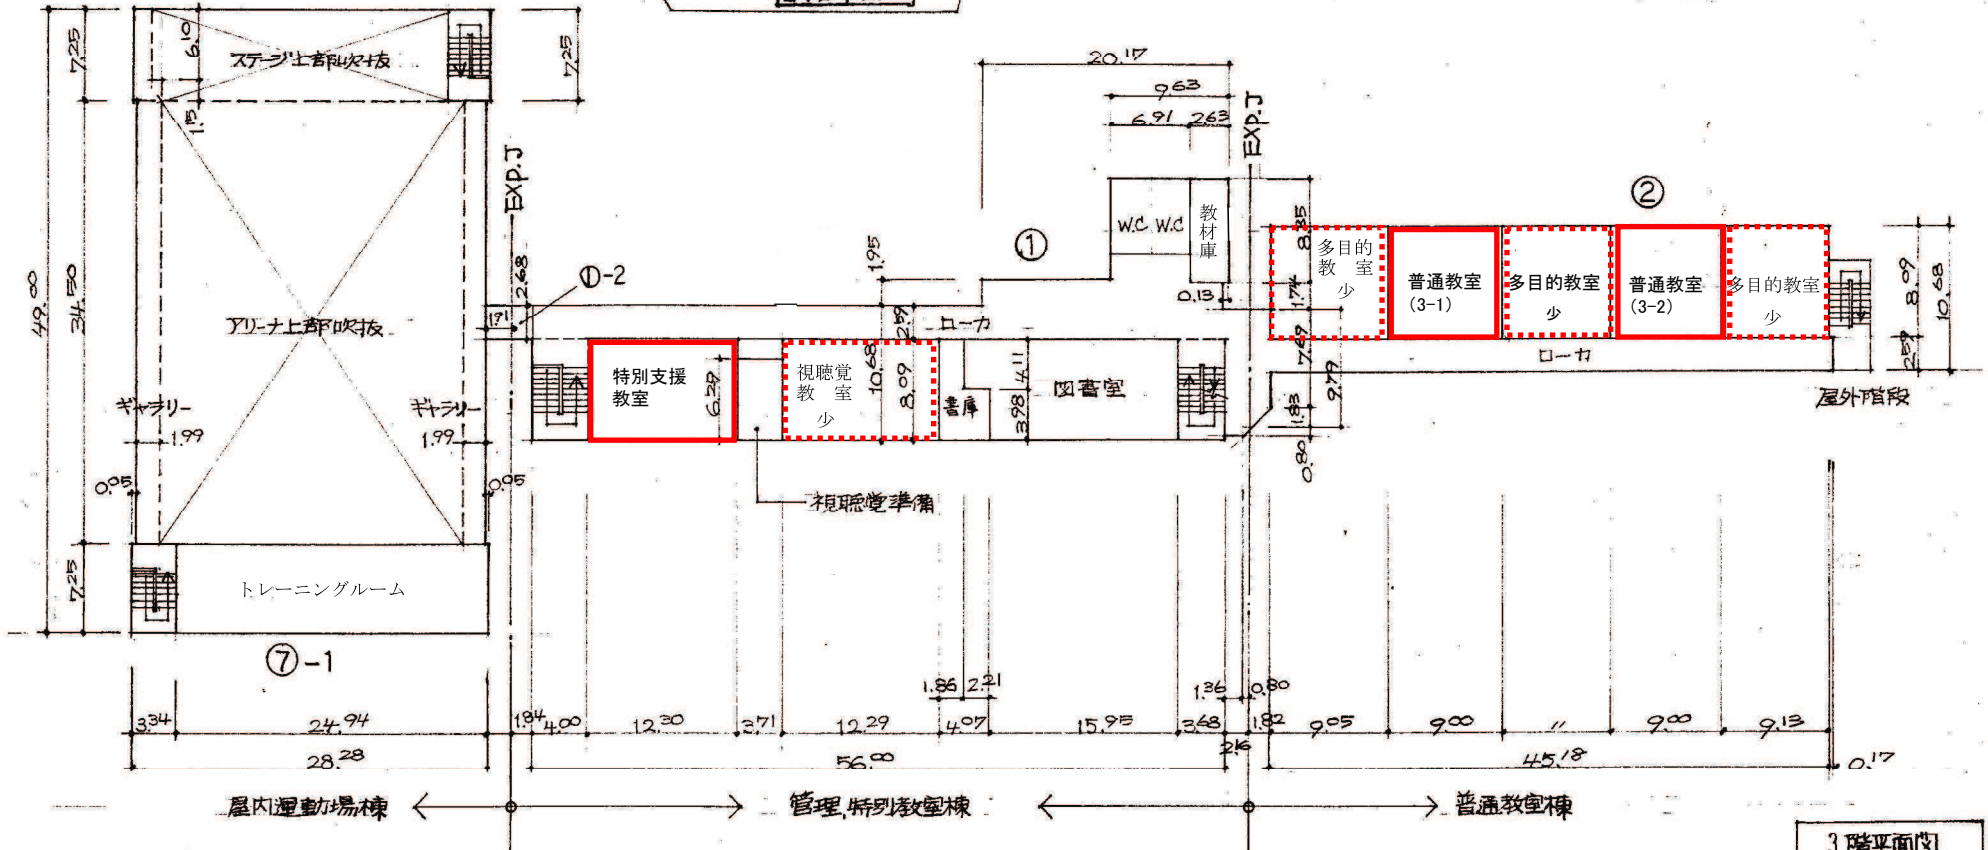 7.25
6.10
ステージ上部吹抜
7.25
1.15
49.00
34.50
アリーナ上部吹抜
ギャラリー
1.99
ギャラリー
1.99
0.05
0.05
7.25
トレーニングルーム
⑦-1
3.34
24.94
28.28
EXP.J
2.68
1.71
①-2
①
20.17
9.63
6.91
2.63
EXP.J
W.C
W.C
教材庫
1.95
2.59
ローカ
0.13
特別支援
教室
6.29
視聴覚
教 室
少
10.68
8.09
書庫
3.98
4.11
図書室
視聴覚準備
②
8.35
1.74
7.69
9.79
1.83
0.80
多目的
教 室
少
普通教室
(3-1)
多目的教室
少
普通教室
(3-2)
多目的教室
少
ローカ
8.09
2.59
10.68
屋外階段
1.84
4.00
12.30
3.71
12.29
1.86
2.21
4.07
15.95
3.68
1.36
0.80
1.82
2.16
56.00
9.05
9.00
〃
9.00
9.13
45.18
0.17
屋内運動場棟
管理,特別教室棟
普通教室棟
3階平面図